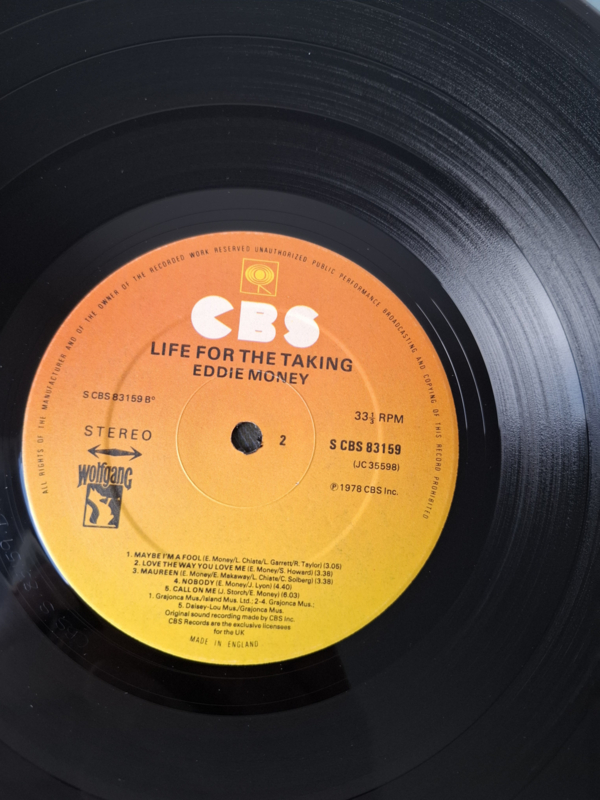 ALL RIGHTS OF THE MANUFACTURER AND OF THE OWNER OF THE RECORDED WORK RESERVED UNAUTHORIZED PUBLIC PERFORMANCE BROADCASTING AND COPYING OF THIS RECORD PROHIBITED
CBS
LIFE FOR THE TAKING
EDDIE MONEY
S CBS 83159 B°
33⅓ RPM
STEREO
2
S CBS 83159
(JC 35598)
wolfgang
℗ 1978 CBS Inc.
1. MAYBE I'M A FOOL (E. Money/L. Chiate/L. Garrett/R. Taylor) (3.06)
2. LOVE THE WAY YOU LOVE ME (E. Money/S. Howard) (3.38)
3. MAUREEN (E. Money/E. Makaway/L. Chiate/C. Solberg) (3.38)
4. NOBODY (E. Money/J. Lyon) (4.40)
5. CALL ON ME (J. Storch/E. Money) (6.03)
1. Grajonca Mus./Island Mus. Ltd.; 2-4. Grajonca Mus.;
5. Daisey-Lou Mus./Grajonca Mus.
Original sound recording made by CBS Inc.
CBS Records are the exclusive licensees
for the UK
MADE IN ENGLAND